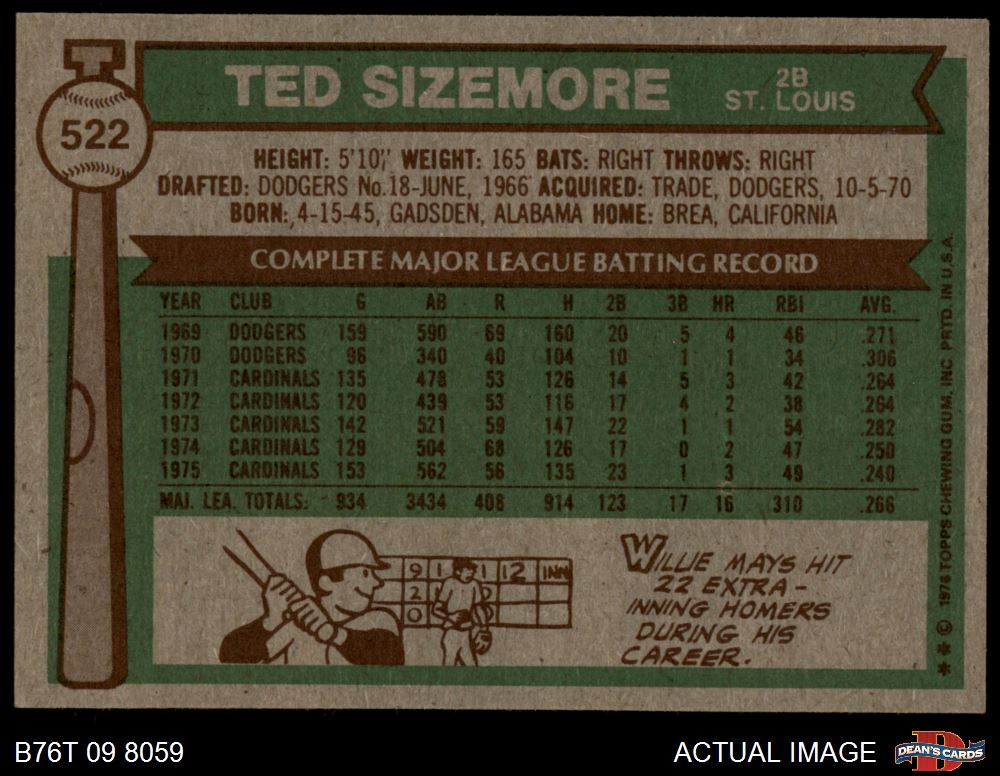 522
TED SIZEMORE
2B
ST. LOUIS
HEIGHT: 5'10" WEIGHT: 165 BATS: RIGHT THROWS: RIGHT
DRAFTED: DODGERS No.18-JUNE, 1966 ACQUIRED: TRADE, DODGERS, 10-5-70
BORN: 4-15-45, GADSDEN, ALABAMA HOME: BREA, CALIFORNIA
COMPLETE MAJOR LEAGUE BATTING RECORD
YEAR CLUB G AB R H 2B 3B HR RBI AVG.
1969 DODGERS 159 590 69 160 20 5 4 46 .271
1970 DODGERS 96 340 40 104 10 1 1 34 .306
1971 CARDINALS 135 478 53 126 14 5 3 42 .264
1972 CARDINALS 120 439 53 116 17 4 2 38 .264
1973 CARDINALS 142 521 59 147 22 1 1 54 .282
1974 CARDINALS 129 504 68 126 17 0 2 47 .250
1975 CARDINALS 153 562 56 135 23 1 3 49 .240
MAJ. LEA. TOTALS: 934 3434 408 914 123 17 16 310 .266
9 1 1 12 INN
2
0
WILLIE MAYS HIT
22 EXTRA-
INNING HOMERS
DURING HIS
CAREER.
** © 1976 TOPPS CHEWING GUM, INC. PRTD. IN U.S.A.
B76T 09 8059
ACTUAL IMAGE
D
DEAN'S CARDS